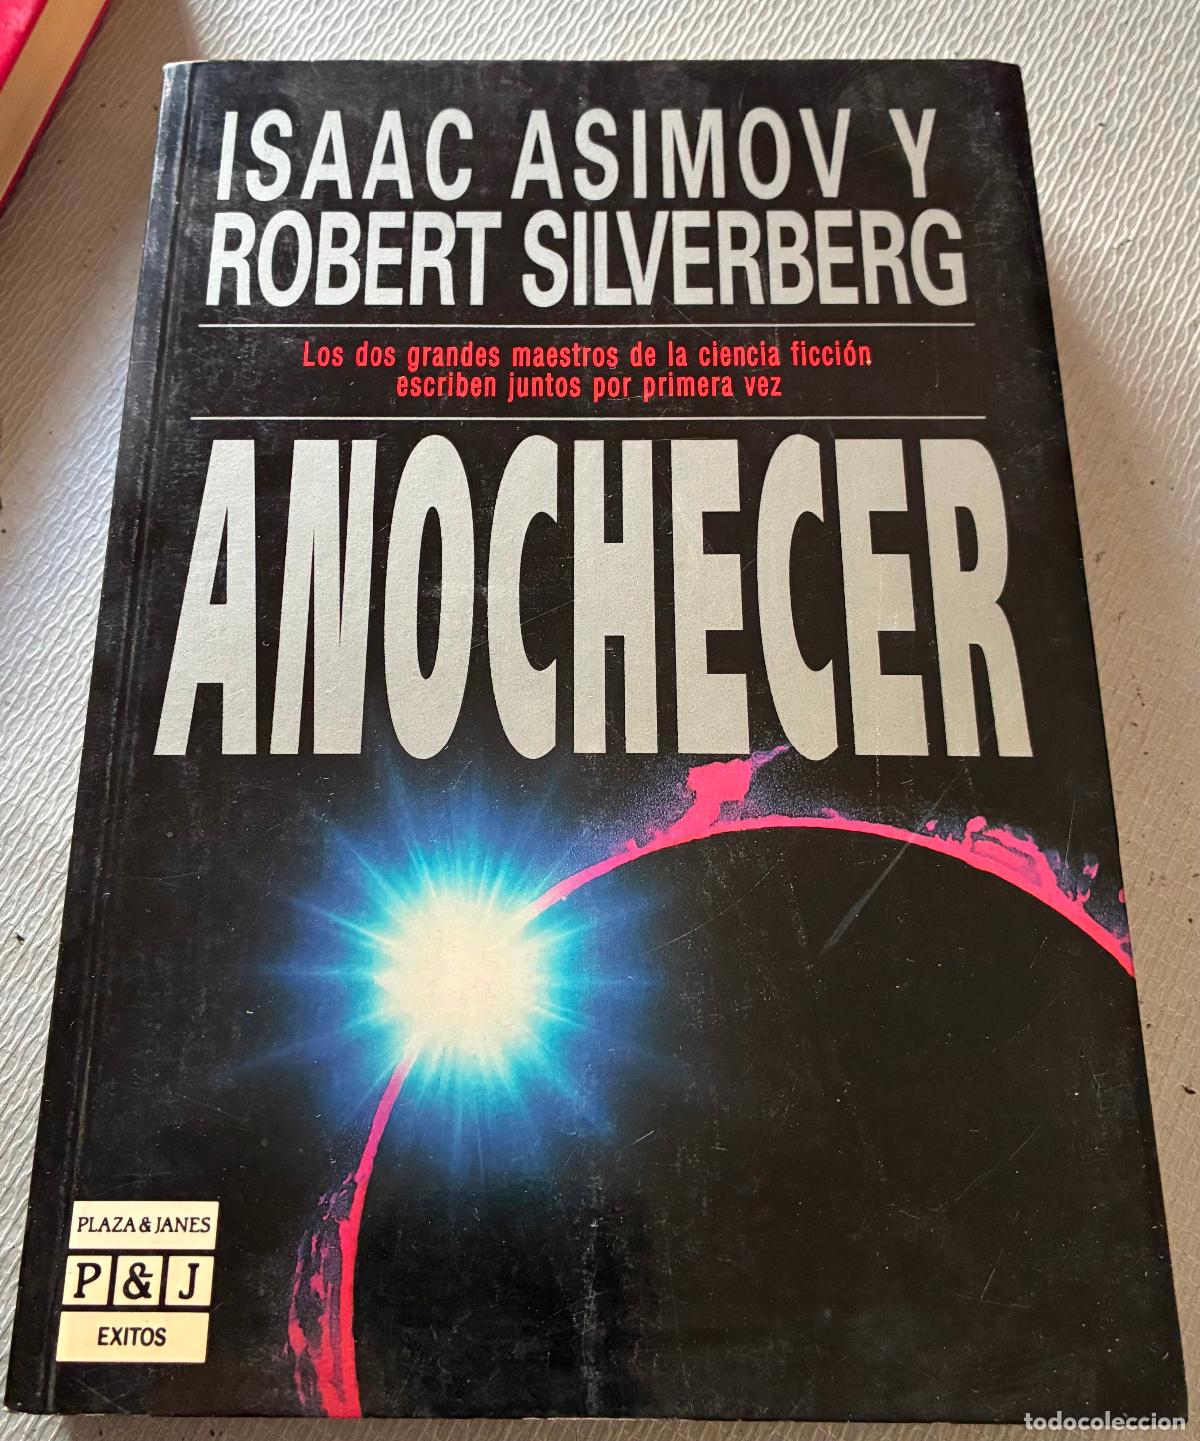 ISAAC ASIMOV Y
ROBERT SILVERBERG
Los dos grandes maestros de la ciencia ficción
escriben juntos por primera vez
ANOCHECER
PLAZA & JANES
P & J
EXITOS
todocoleccion